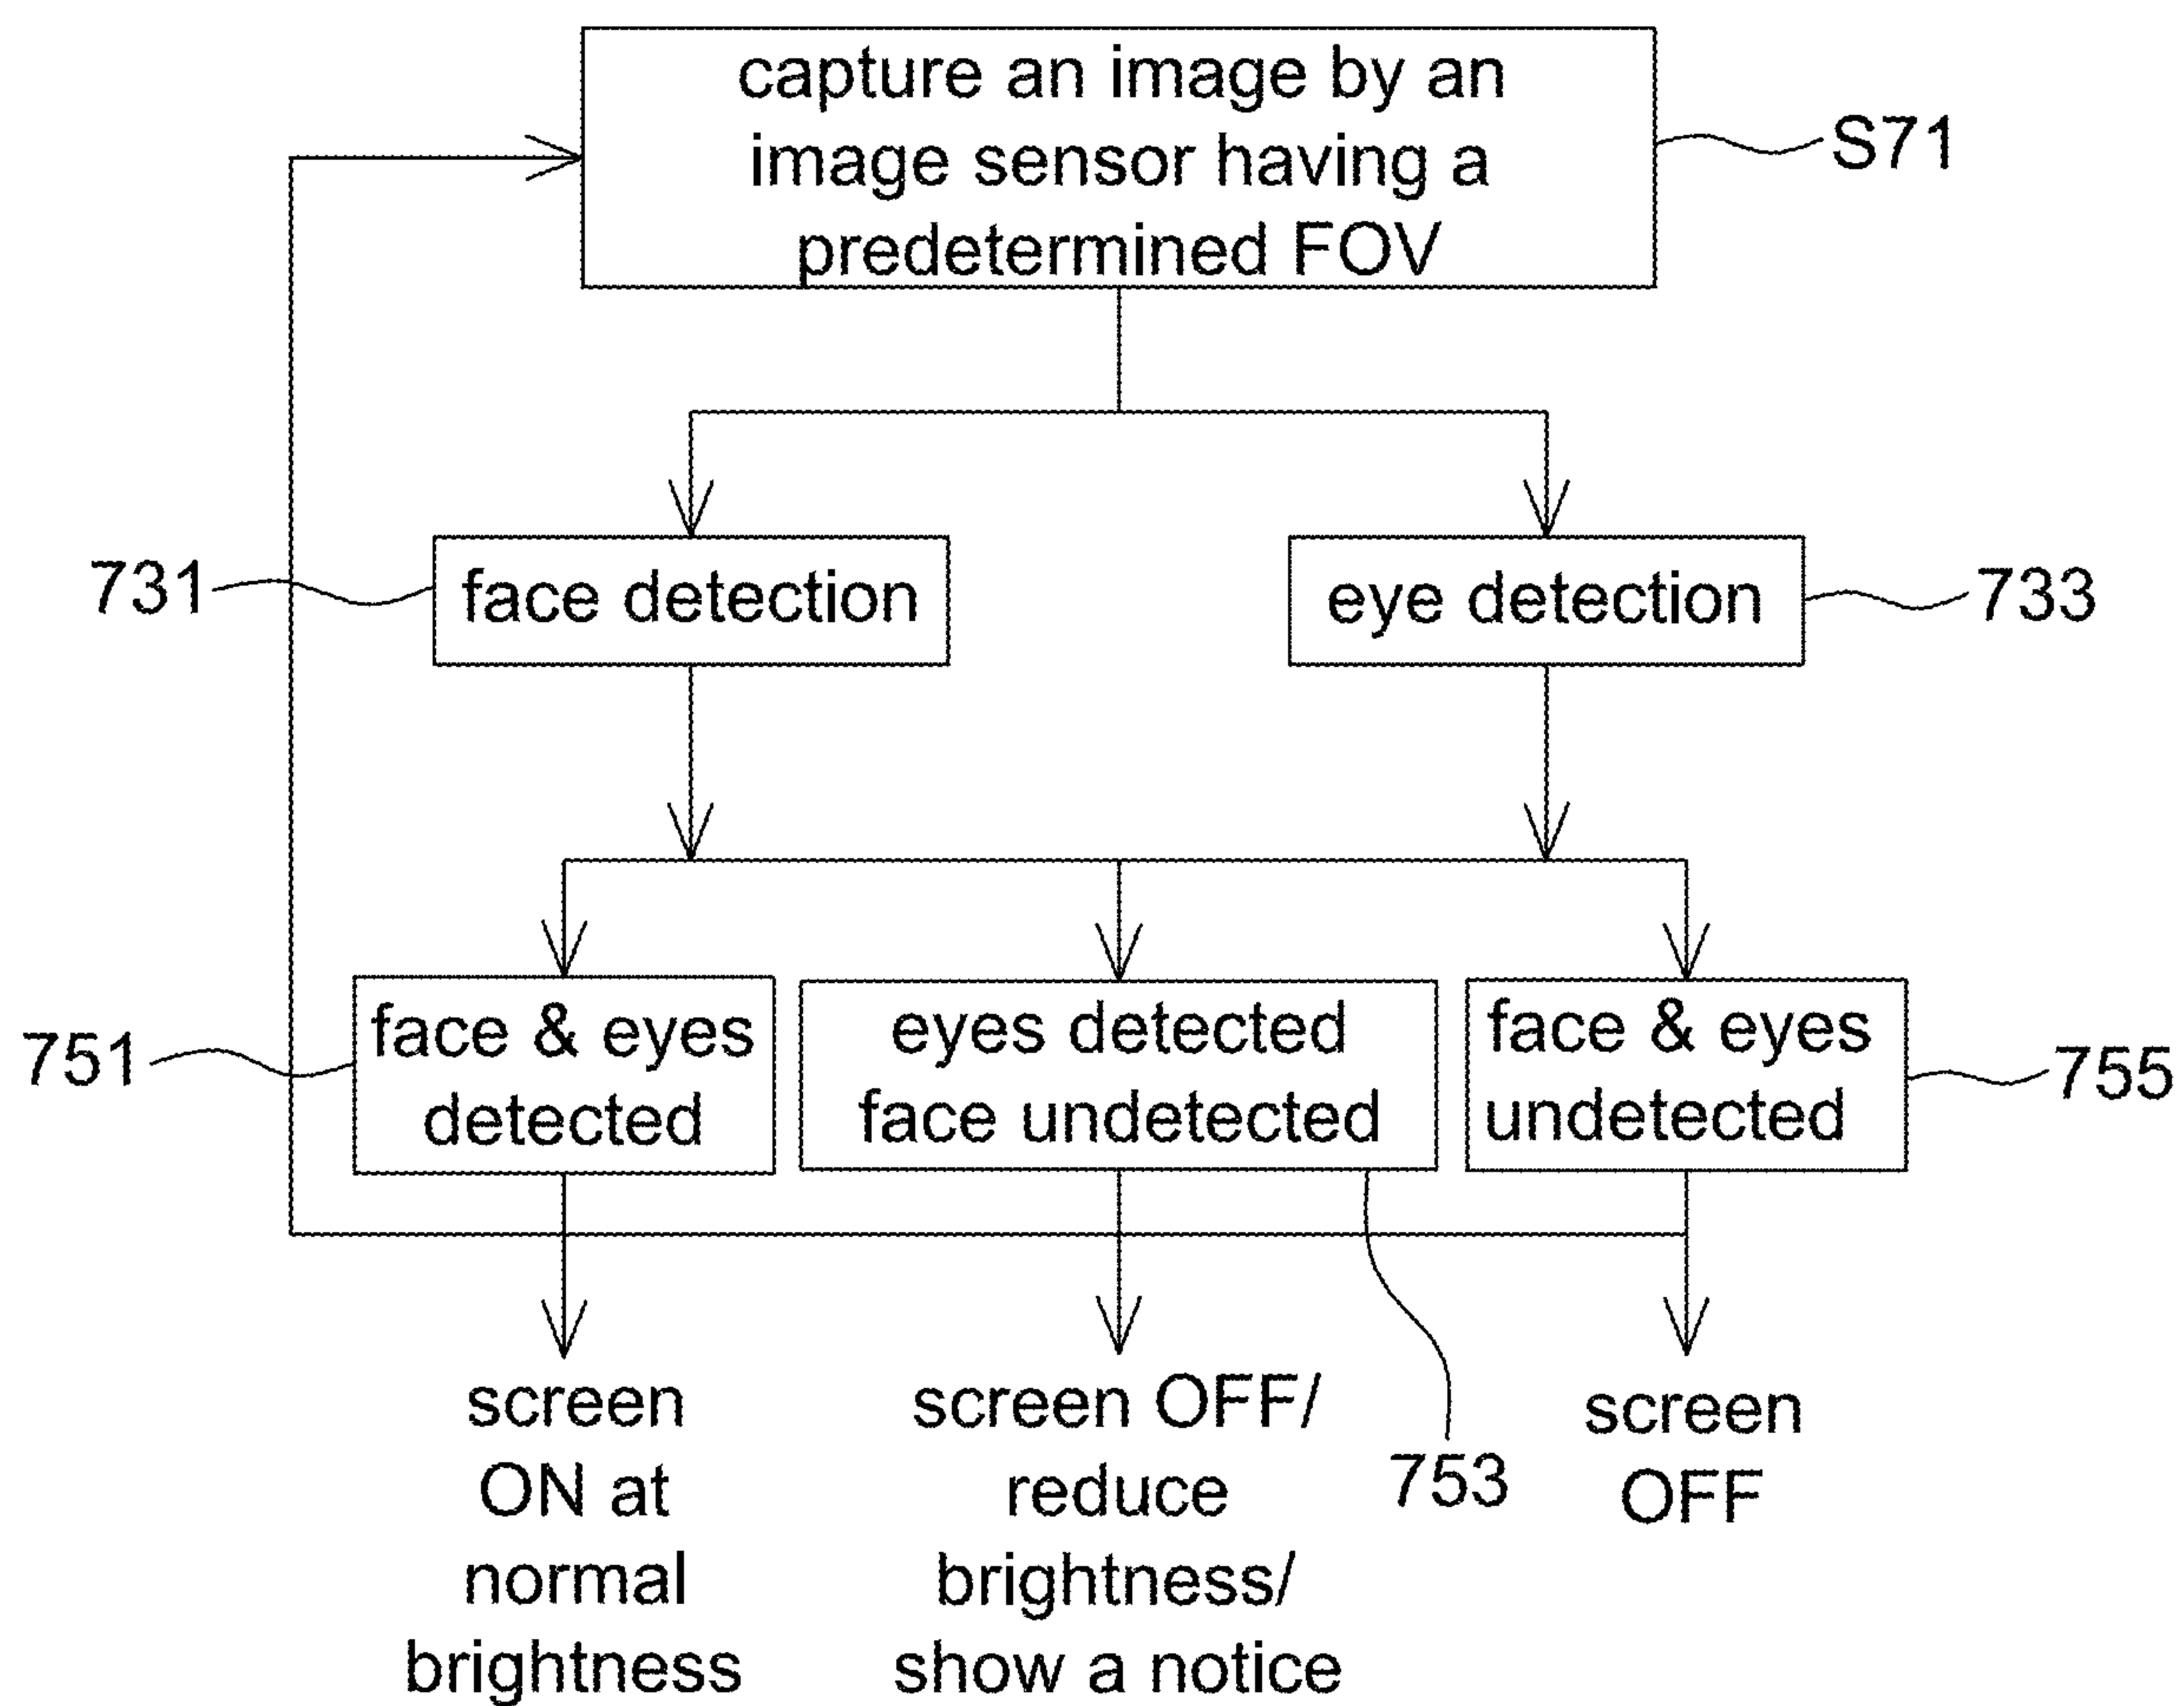 capture an image by an
image sensor having a
predetermined FOV
S71
731
face detection
eye detection
733
751
face & eyes
detected
eyes detected
face undetected
face & eyes
undetected
755
screen
ON at
normal
brightness
screen OFF/
reduce
brightness/
show a notice
753
screen
OFF